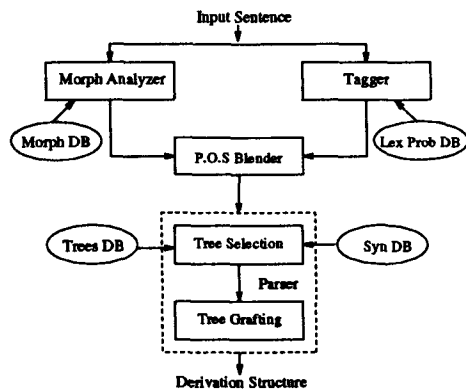 Input Sentence
Morph Analyzer
Tagger
Morph DB
Lex Prob DB
P.O.S Blender
Trees DB
Tree Selection
Syn DB
Parser
Tree Grafting
Derivation Structure